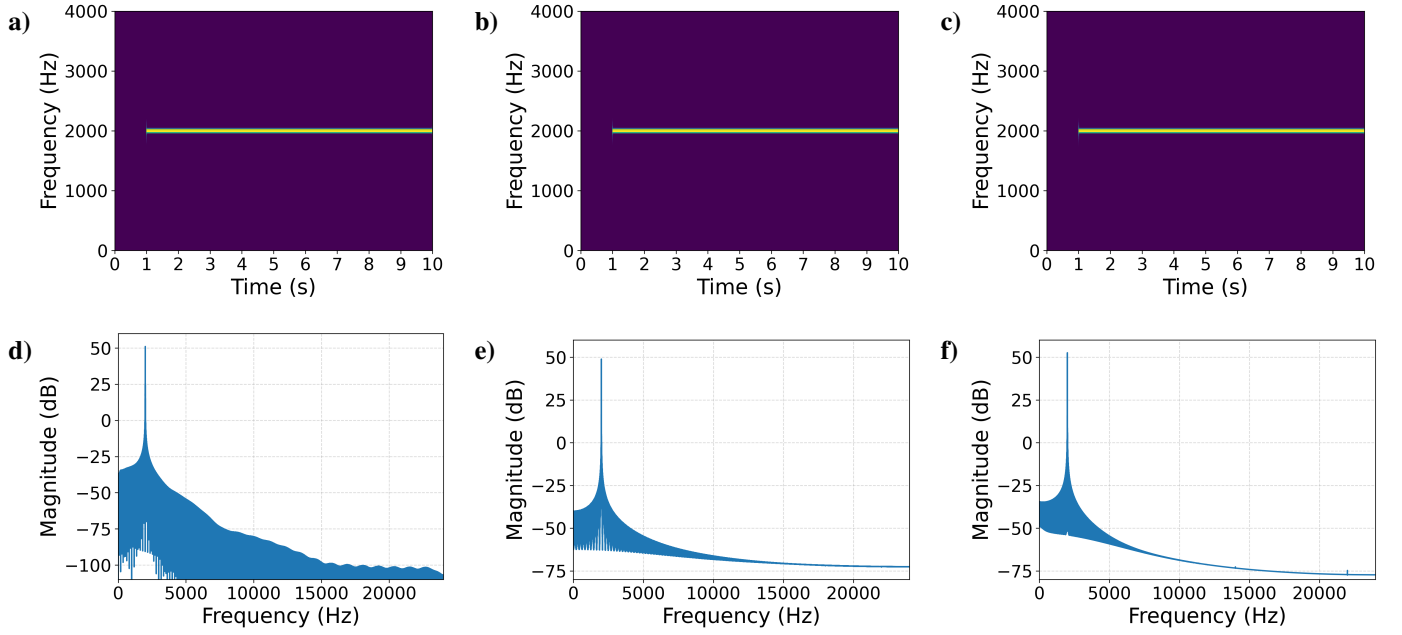 a)
4000
3000
2000
1000
0
Frequency (Hz)
0 1 2 3 4 5 6 7 8 9 10
Time (s)
b)
4000
3000
2000
1000
0
Frequency (Hz)
0 1 2 3 4 5 6 7 8 9 10
Time (s)
c)
4000
3000
2000
1000
0
Frequency (Hz)
0 1 2 3 4 5 6 7 8 9 10
Time (s)
d)
50
25
0
−25
−50
−75
−100
Magnitude (dB)
0 5000 10000 15000 20000
Frequency (Hz)
e)
50
25
0
−25
−50
−75
Magnitude (dB)
0 5000 10000 15000 20000
Frequency (Hz)
f)
50
25
0
−25
−50
−75
Magnitude (dB)
0 5000 10000 15000 20000
Frequency (Hz)